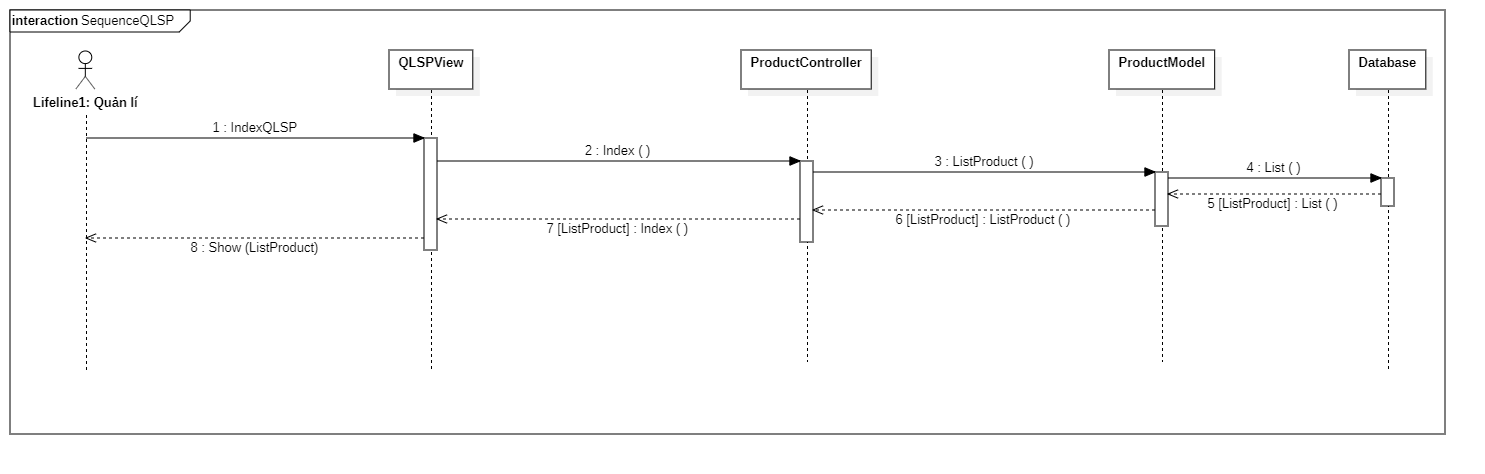 interaction SequenceQLSP
QLSPView
ProductController
ProductModel
Database
Lifeline1: Quản lí
1 : IndexQLSP
2 : Index ( )
3 : ListProduct ( )
4 : List ( )
5 [ListProduct] : List ( )
6 [ListProduct] : ListProduct ( )
7 [ListProduct] : Index ( )
8 : Show (ListProduct)